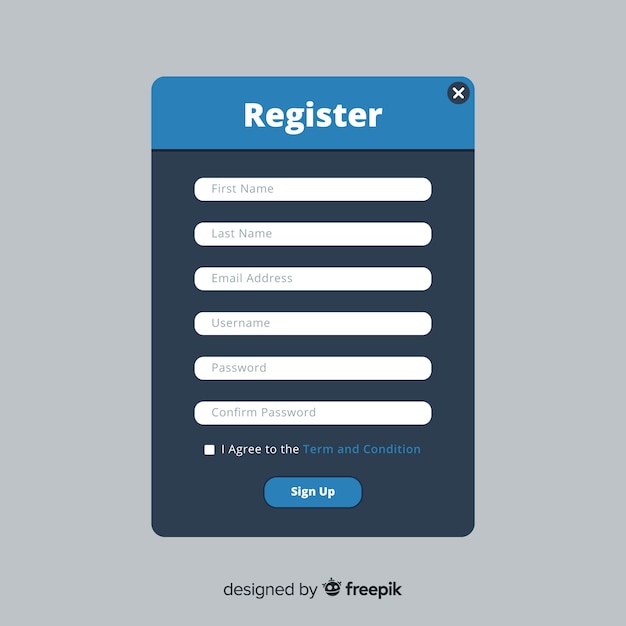 Register
First Name
Last Name
Email Address
Username
Password
Confirm Password
I Agree to the Term and Condition
Sign Up
designed by freepik